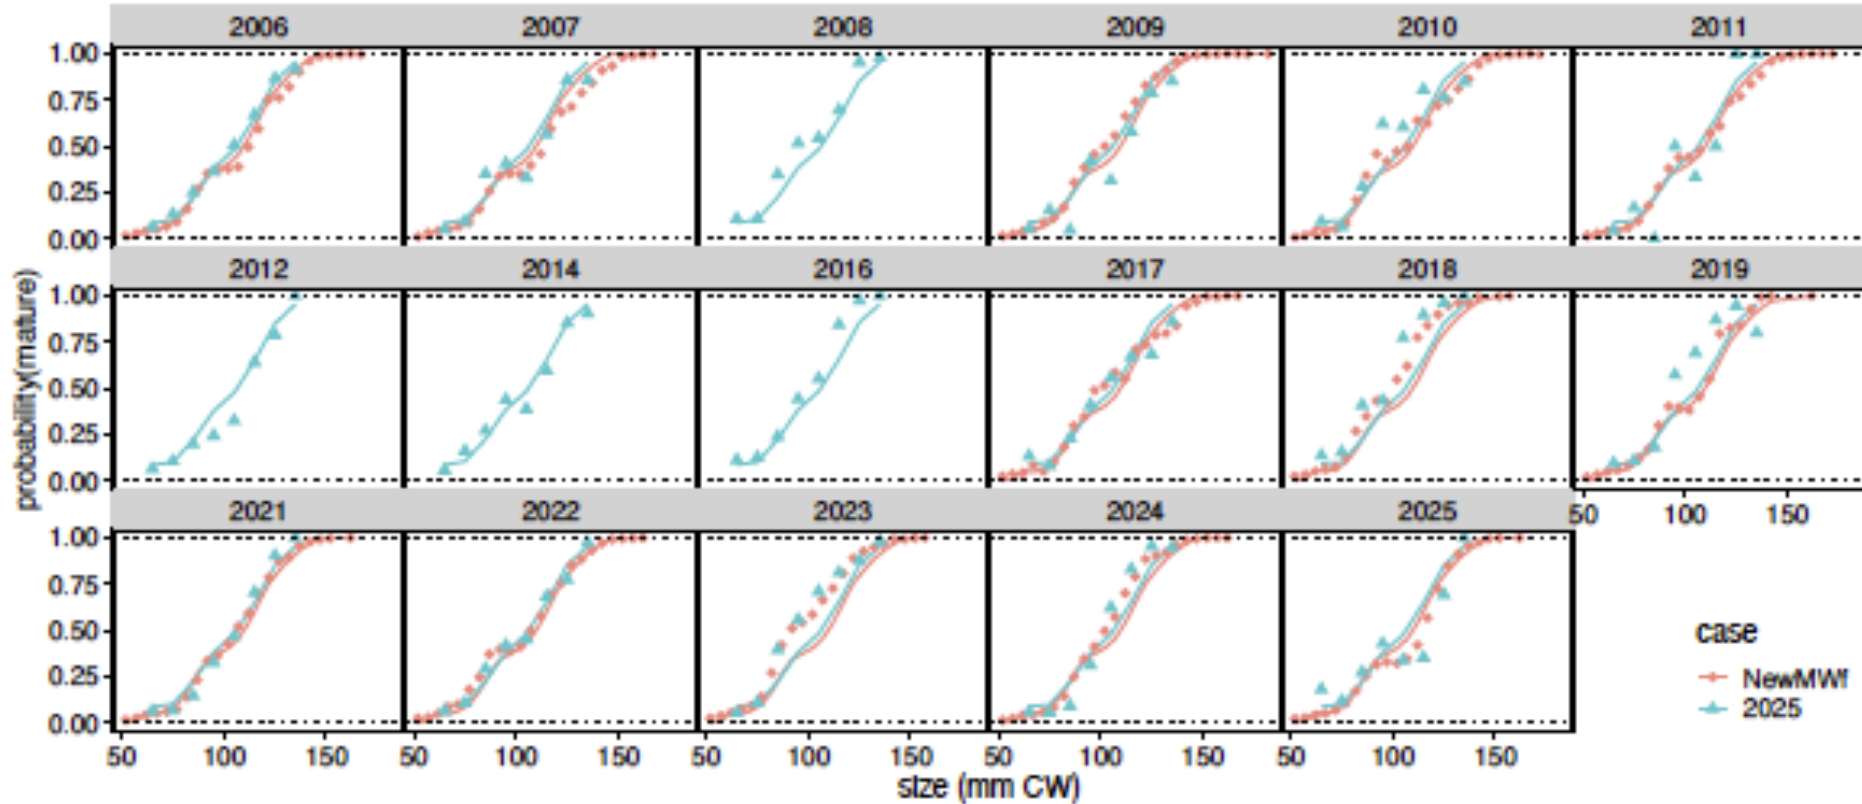 2006 2007 2008 2009 2010 2011
1.00
0.75
0.50
0.25
0.00
2012 2014 2016 2017 2018 2019
1.00
0.75
0.50
0.25
0.00
50 100 150
2021 2022 2023 2024 2025
1.00
0.75
0.50
0.25
0.00
50 100 150 50 100 150 50 100 150 50 100 150 50 100 150
probability(mature)
size (mm CW)
case
NewMWf
2025